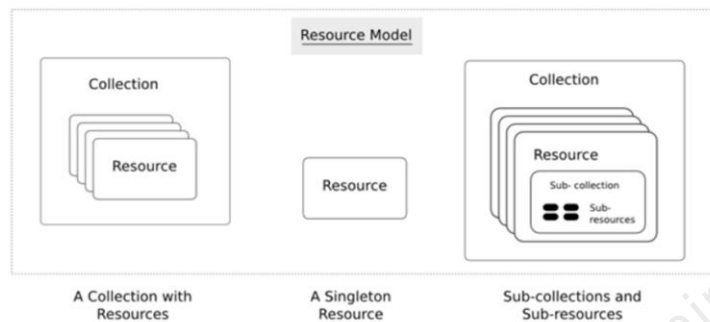 Resource Model
Collection
Resource
Resource
Collection
Resource
Sub- collection
Sub-
resources
A Collection with
Resources
A Singleton
Resource
Sub-collections and
Sub-resources